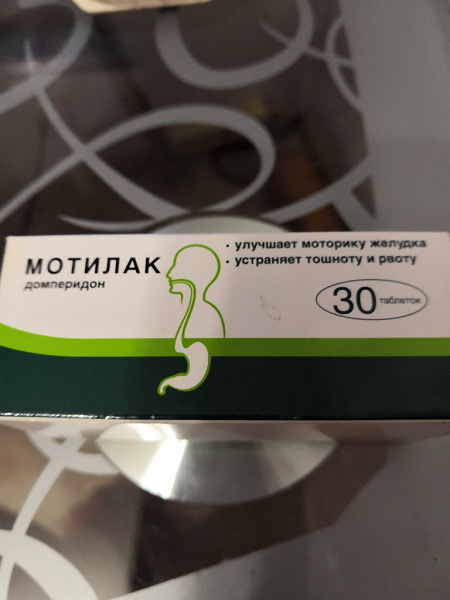 МОТИЛАК
домперидон
· улучшает моторику желудка
· устраняет тошноту и рвоту
30 таблеток